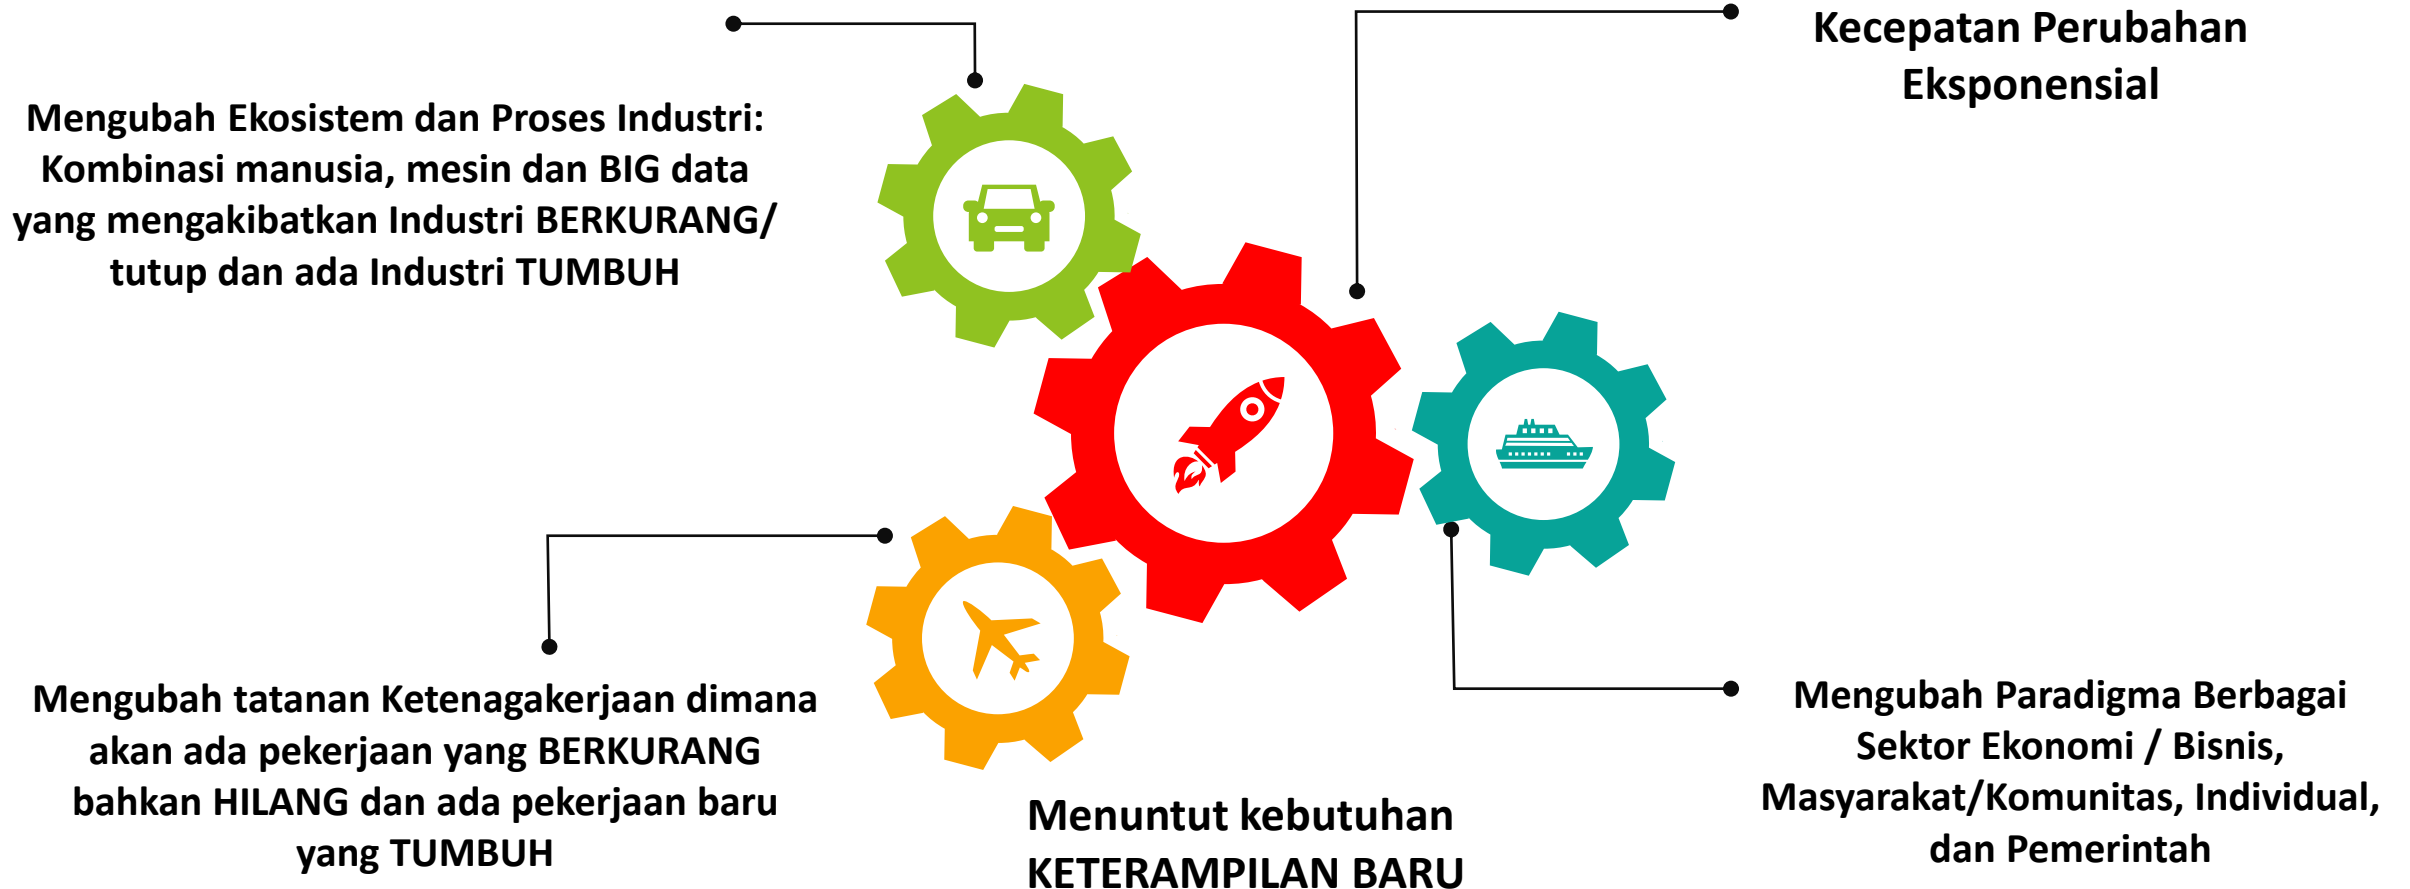 Kecepatan Perubahan
Eksponensial
Mengubah Ekosistem dan Proses Industri:
Kombinasi manusia, mesin dan BIG data
yang mengakibatkan Industri BERKURANG/
tutup dan ada Industri TUMBUH
Mengubah tatanan Ketenagakerjaan dimana
akan ada pekerjaan yang BERKURANG
bahkan HILANG dan ada pekerjaan baru
yang TUMBUH
Menuntut kebutuhan
KETERAMPILAN BARU
Mengubah Paradigma Berbagai
Sektor Ekonomi / Bisnis,
Masyarakat/Komunitas, Individual,
dan Pemerintah